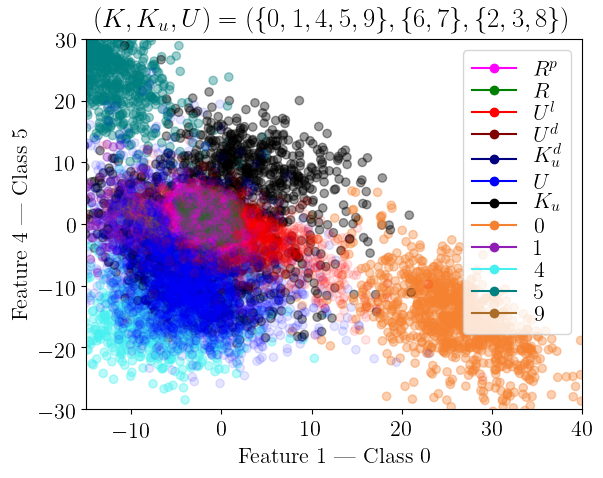 (K, K_u, U) = ({0, 1, 4, 5, 9}, {6, 7}, {2, 3, 8})
30
20
10
0
−10
−20
−30
Feature 4 — Class 5
R^p
R
U^l
U^d
K_u^d
U
K_u
0
1
4
5
9
−10
0
10
20
30
40
Feature 1 — Class 0